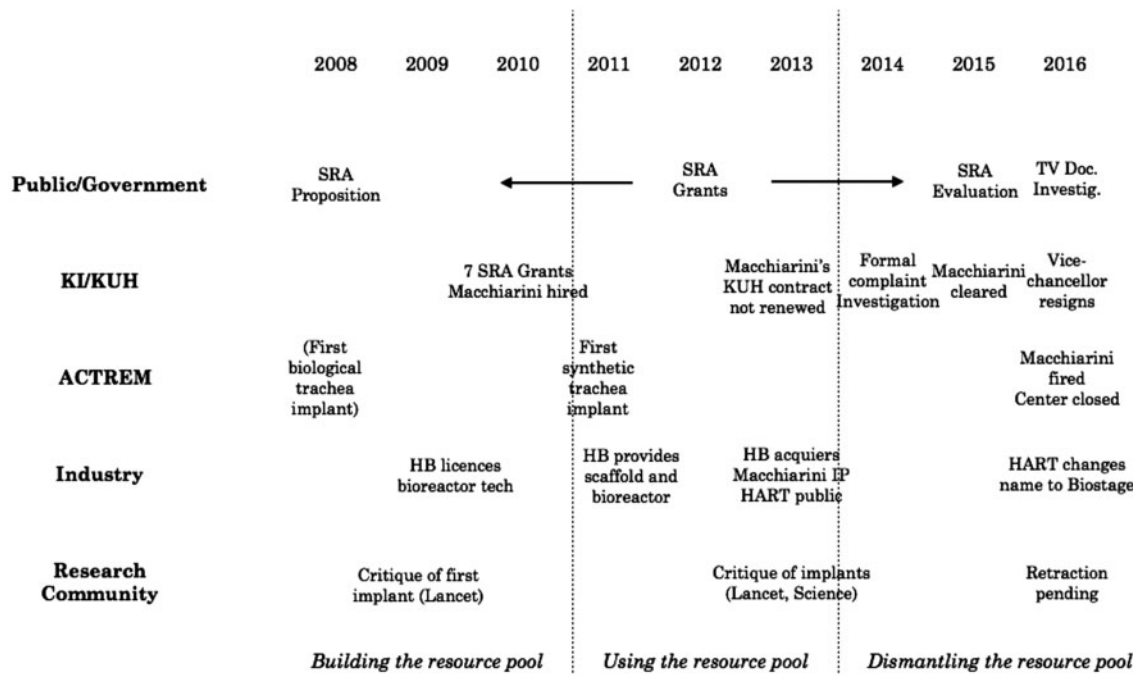 2008 2009 2010 2011 2012 2013 2014 2015 2016
Public/Government
SRA
Proposition
SRA
Grants
SRA
Evaluation
TV Doc.
Investig.
KI/KUH
7 SRA Grants
Macchiarini hired
Macchiarini's
KUH contract
not renewed
Formal
complaint
Investigation
Macchiarini
cleared
Vice-
chancellor
resigns
ACTREM
(First
biological
trachea
implant)
First
synthetic
trachea
implant
Macchiarini
fired
Center closed
Industry
HB licences
bioreactor tech
HB provides
scaffold and
bioreactor
HB acquiers
Macchiarini IP
HART public
HART changes
name to Biostage
Research
Community
Critique of first
implant (Lancet)
Critique of implants
(Lancet, Science)
Retraction
pending
Building the resource pool
Using the resource pool
Dismantling the resource pool